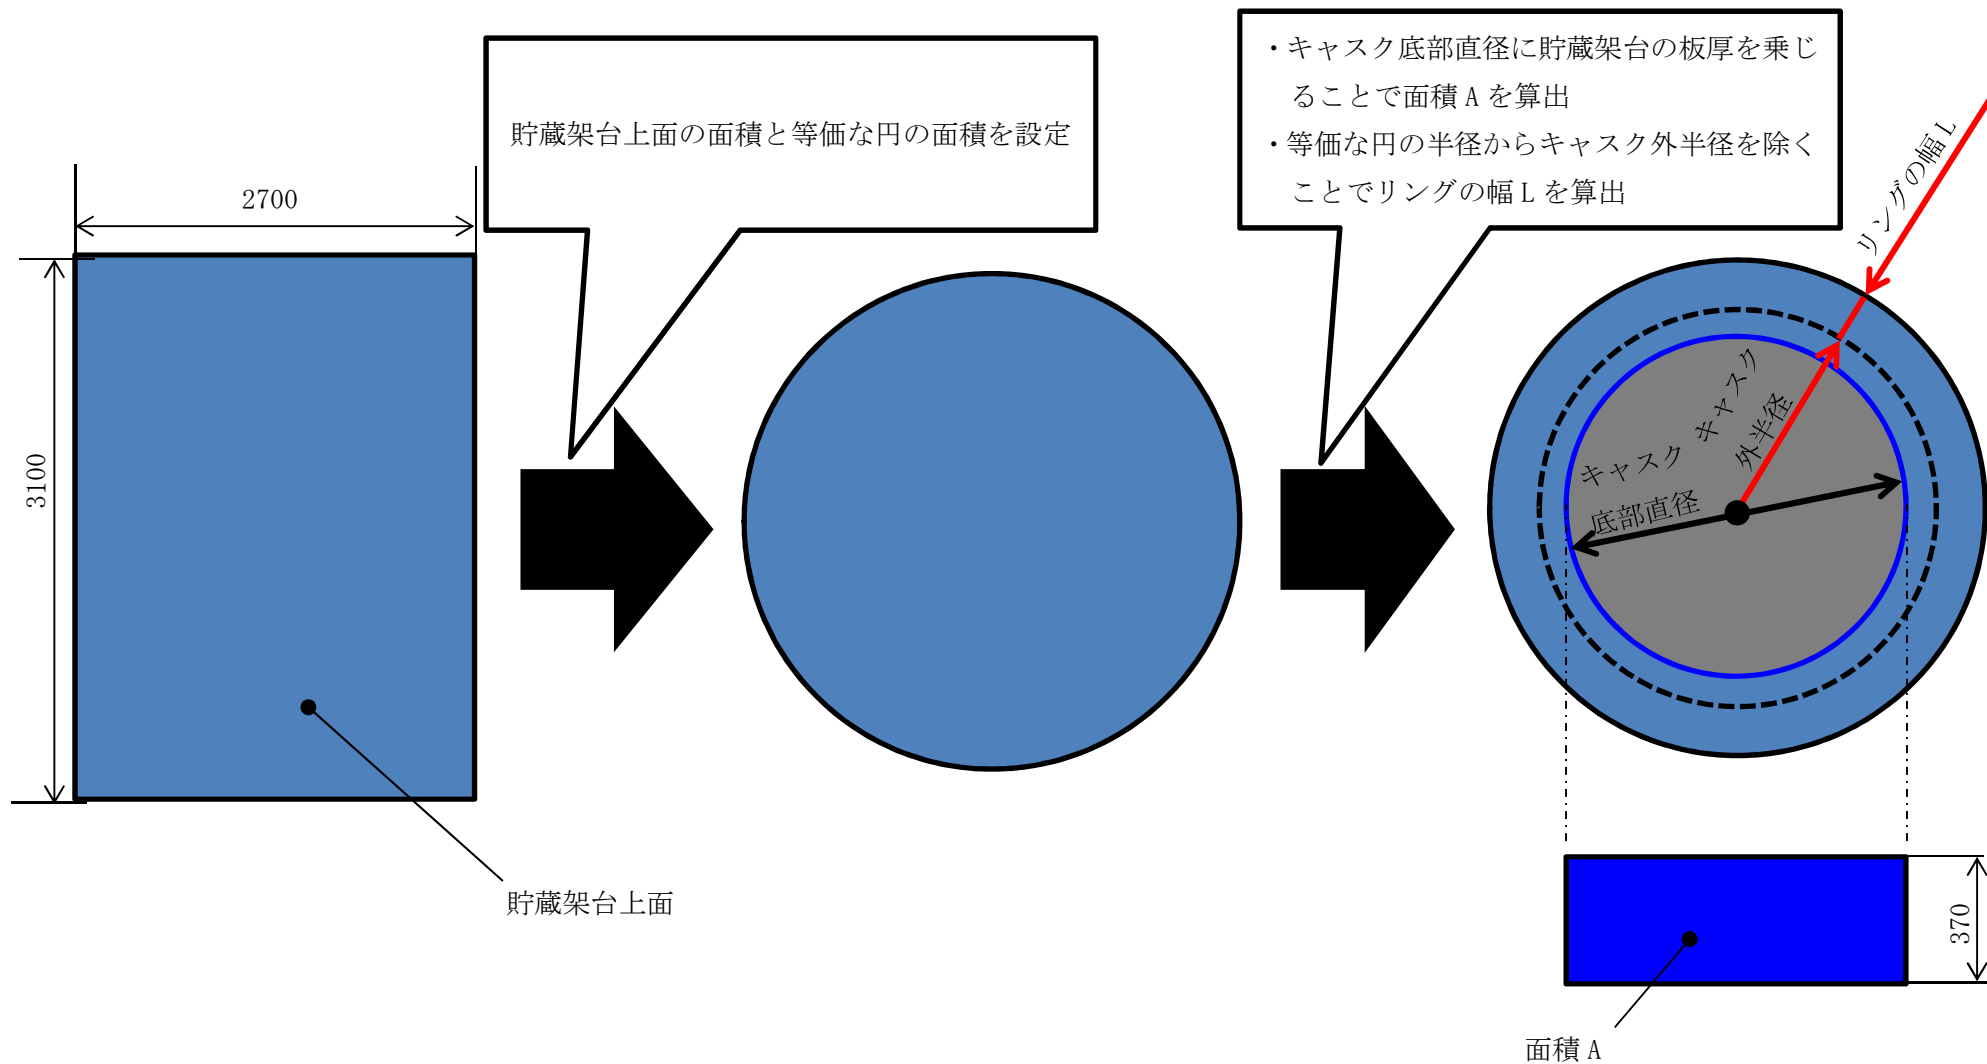 貯蔵架台上面の面積と等価な円の面積を設定
・キャスク底部直径に貯蔵架台の板厚を乗じ
ることで面積 A を算出
・等価な円の半径からキャスク外半径を除く
ことでリングの幅 L を算出
2700
3100
貯蔵架台上面
リングの幅 L
キャスク
外半径
キャスク
底部直径
370
面積 A